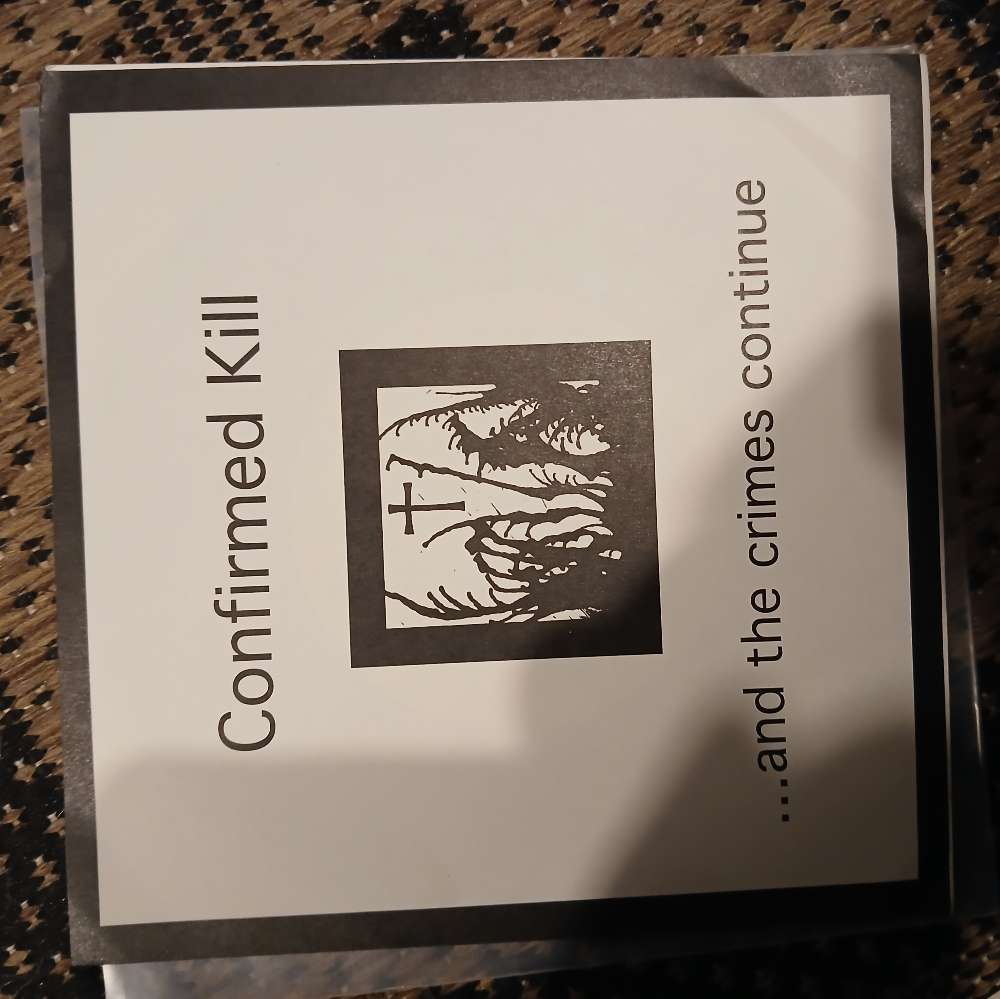 Confirmed Kill
...and the crimes continue